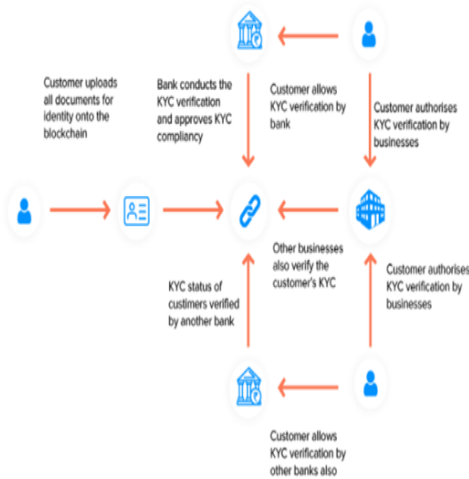 Customer uploads
all documents for
identity onto the
blockchain
Bank conducts the
KYC verification
and approves KYC
compliancy
Customer allows
KYC verification by
bank
Customer authorises
KYC verification by
businesses
Other businesses
also verify the
customer's KYC
KYC status of
custimers verified
by another bank
Customer authorises
KYC verification by
businesses
Customer allows
KYC verification by
other banks also